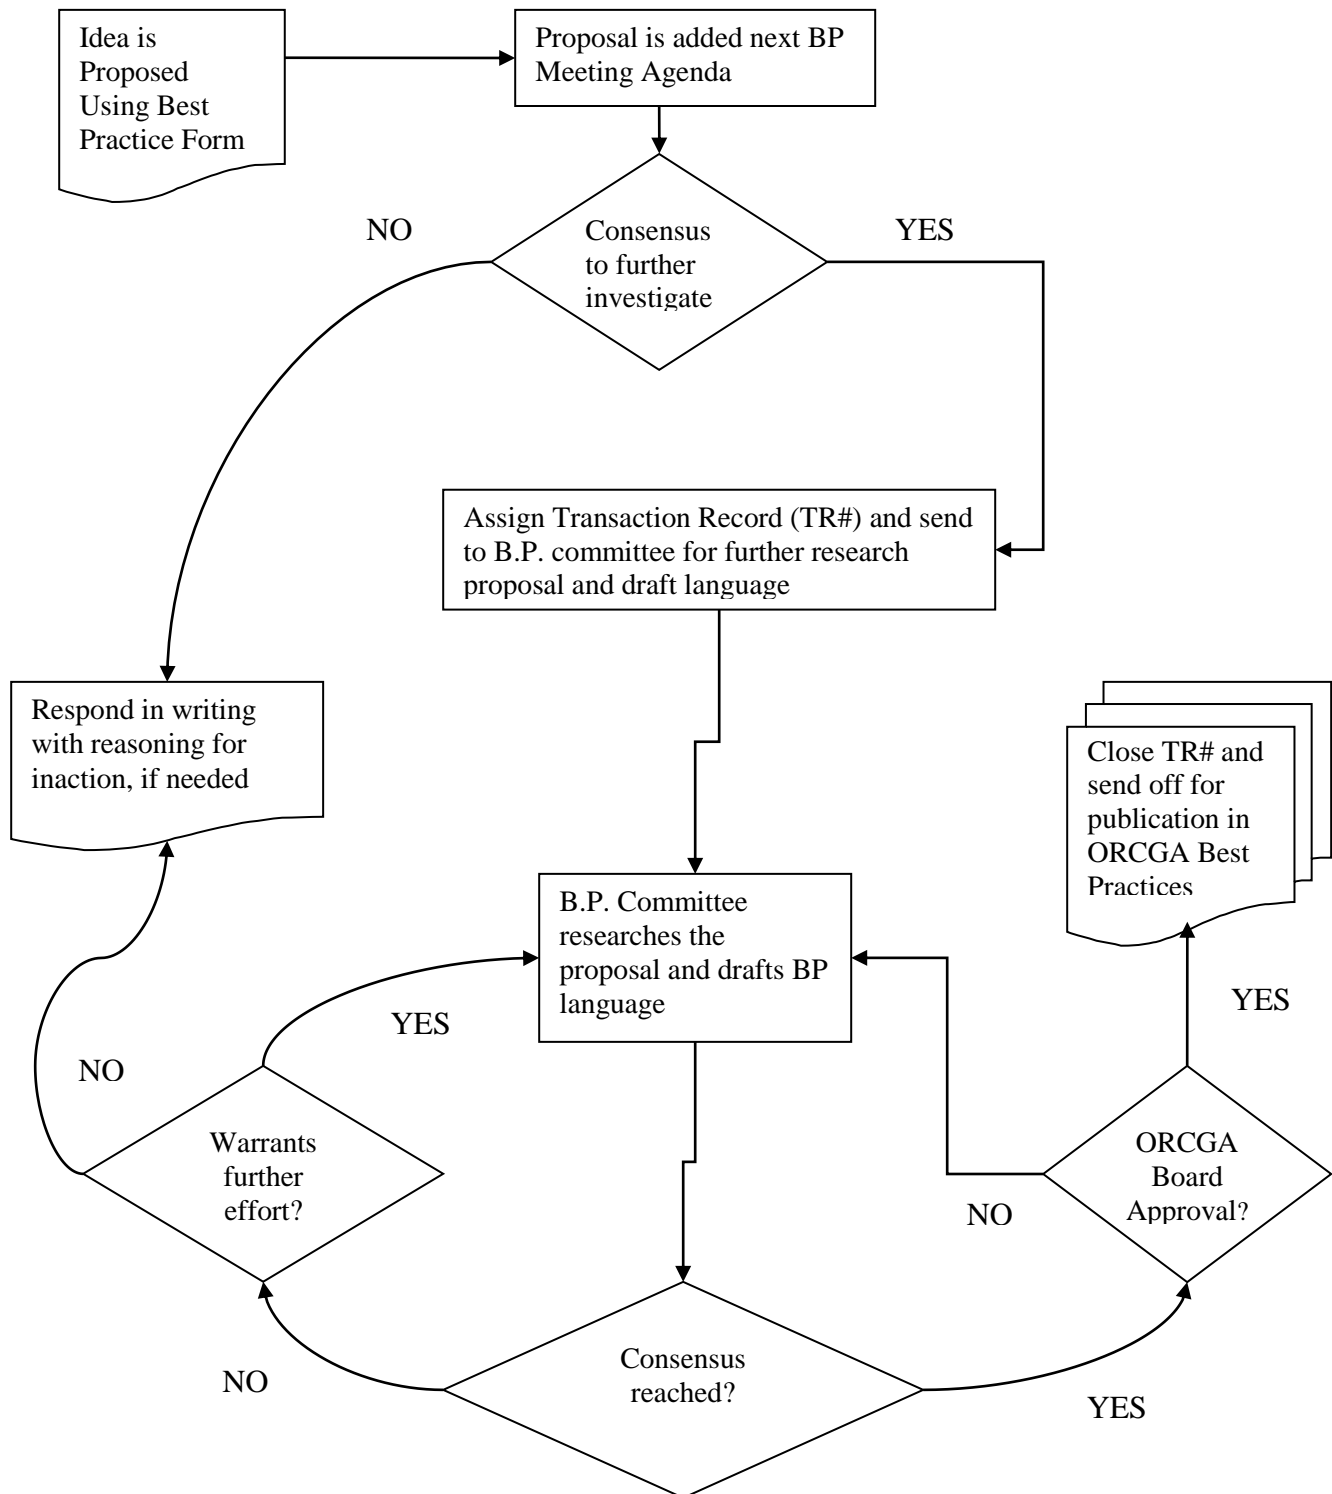 Idea is
Proposed
Using Best
Practice Form
Proposal is added next BP
Meeting Agenda
NO
Consensus
to further
investigate
YES
Assign Transaction Record (TR#) and send
to B.P. committee for further research
proposal and draft language
Respond in writing
with reasoning for
inaction, if needed
Close TR# and
send off for
publication in
ORCGA Best
Practices
B.P. Committee
researches the
proposal and drafts BP
language
YES
YES
NO
Warrants
further
effort?
ORCGA
Board
Approval?
NO
Consensus
reached?
NO
YES